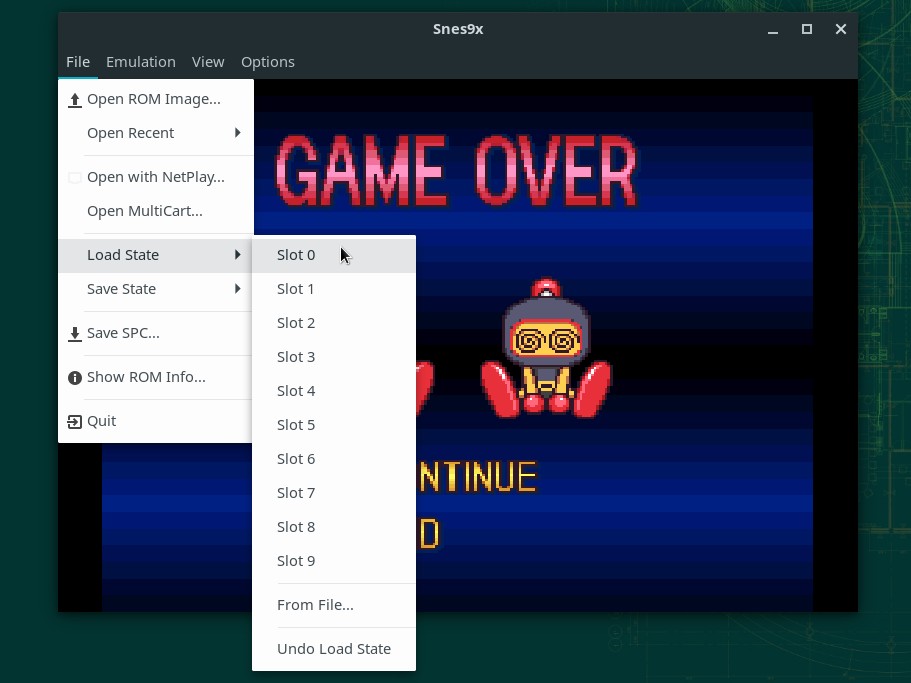 Snes9x
File Emulation View Options
Open ROM Image...
Open Recent
Open with NetPlay...
Open MultiCart...
Load State
Save State
Save SPC...
Show ROM Info...
Quit
Slot 0
Slot 1
Slot 2
Slot 3
Slot 4
Slot 5
Slot 6
Slot 7
Slot 8
Slot 9
From File...
Undo Load State
GAME OVER
NTINUE
D